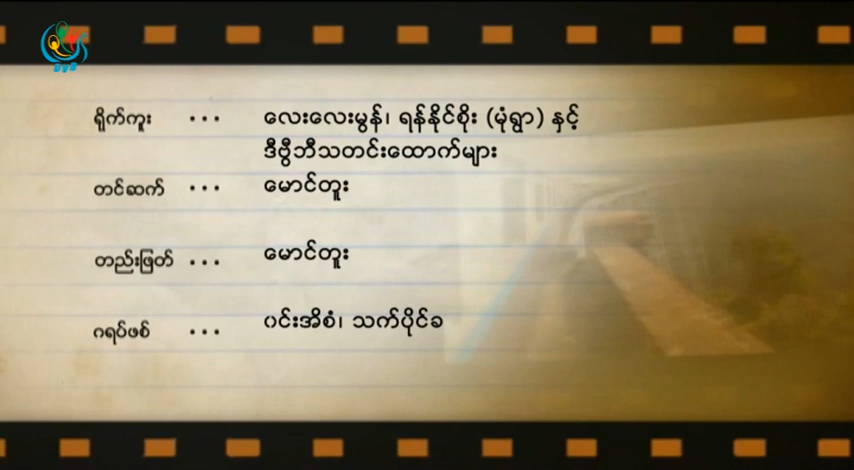 DVB
ရိုက်ကူး ... လေးလေးမွန်၊ ရန်နိုင်စိုး (မုံရွာ) နှင့်
ဒီဗွီဘီသတင်းထောက်များ
တင်ဆက် ... မောင်တူး
တည်းဖြတ် ... မောင်တူး
ဂရပ်ဖစ် ... ဝင်းအိစံ၊ သက်ပိုင်ခ